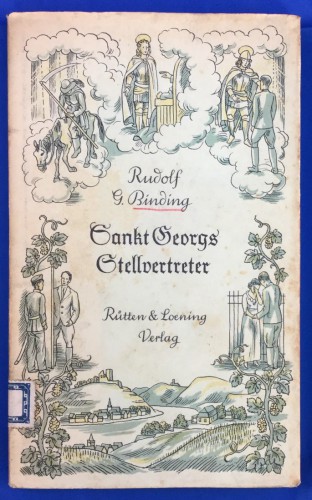 Rudolf
G. Binding
Sankt Georgs
Stellvertreter
Rütten & Loening
Verlag